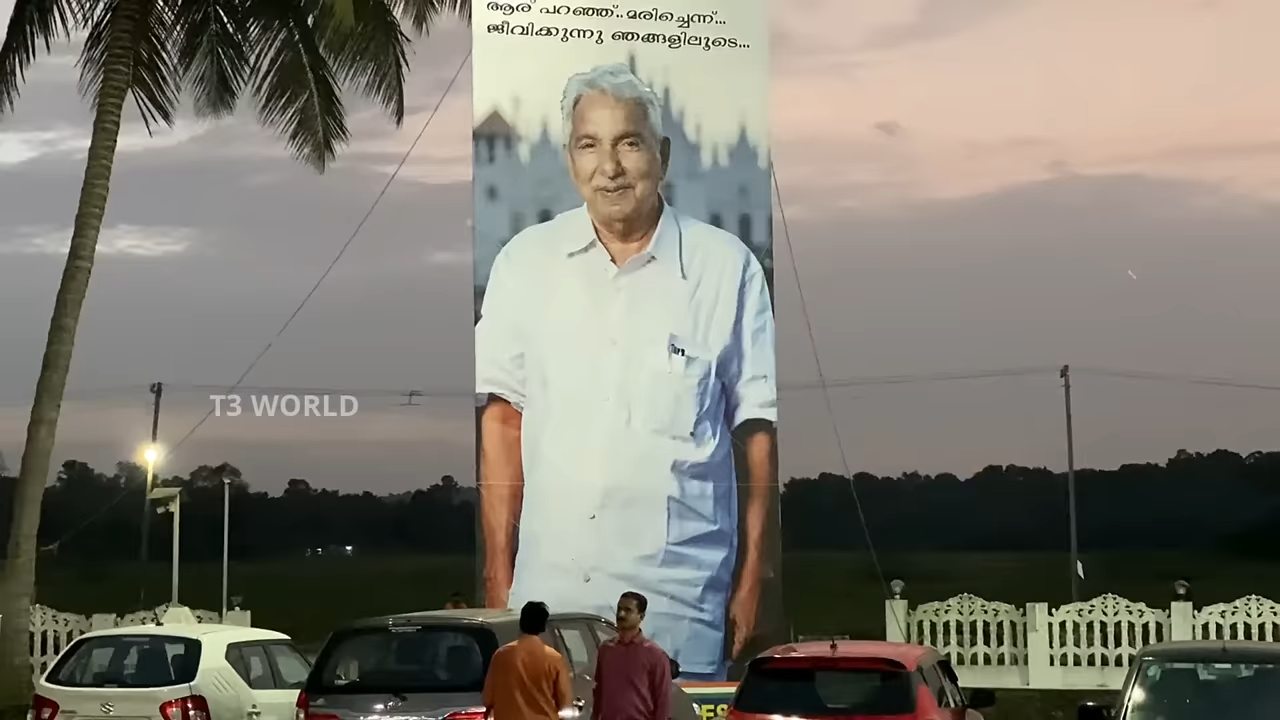 ആര് പറഞ്ഞ്.. മരിച്ചെന്ന്...
ജീവിക്കുന്നു ഞങ്ങളിലൂടെ...
T3 WORLD